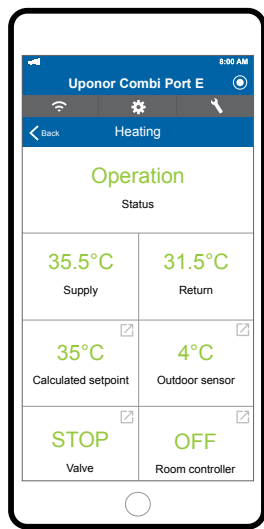 8:00 AM
Uponor Combi Port E
Back Heating
Operation
Status
35.5°C 31.5°C
Supply Return
35°C 4°C
Calculated setpoint Outdoor sensor
STOP OFF
Valve Room controller